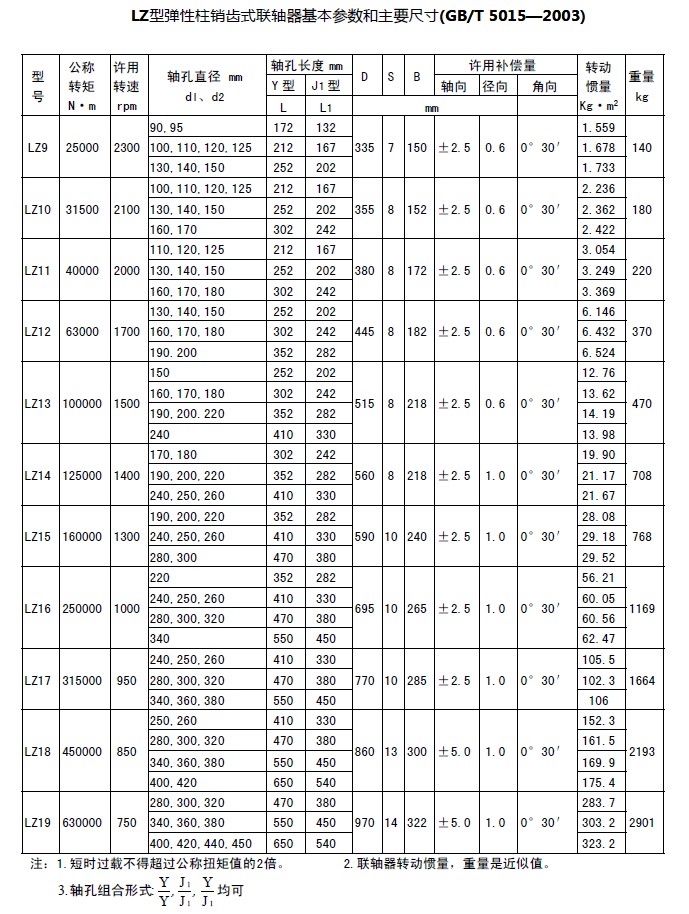 LZ型弹性柱销齿式联轴器基本参数和主要尺寸(GB/T 5015—2003)
型号 公称转矩 N·m 许用转速 rpm 轴孔直径 mm d1、d2 轴孔长度 mm D S B 许用补偿量 转动惯量 Kg·m² 重量 kg
Y 型 J₁型 轴向 径向 角向
L L1 mm
90,95 172 132 1.559
LZ9 25000 2300 100,110,120,125 212 167 335 7 150 ±2.5 0.6 0°30′ 1.678 140
130,140,150 252 202 1.733
100,110,120,125 212 167 2.236
LZ10 31500 2100 130,140,150 252 202 355 8 152 ±2.5 0.6 0°30′ 2.362 180
160,170 302 242 2.422
110,120,125 212 167 3.054
LZ11 40000 2000 130,140,150 252 202 380 8 172 ±2.5 0.6 0°30′ 3.249 220
160,170,180 302 242 3.369
130,140,150 252 202 6.146
LZ12 63000 1700 160,170,180 302 242 445 8 182 ±2.5 0.6 0°30′ 6.432 370
190.200 352 282 6.524
150 252 202 12.76
160,170,180 302 242 13.62
LZ13 100000 1500 515 8 218 ±2.5 0.6 0°30′ 470
190,200.220 352 282 14.19
240 410 330 13.98
170,180 302 242 19.90
LZ14 125000 1400 190,200,220 352 282 560 8 218 ±2.5 1.0 0°30′ 21.17 708
240,250,260 410 330 21.67
190,200,220 352 282 28.08
LZ15 160000 1300 240,250,260 410 330 590 10 240 ±2.5 1.0 0°30′ 29.18 768
280,300 470 380 29.52
220 352 282 56.21
240,250,260 410 330 60.05
LZ16 250000 1000 695 10 265 ±2.5 1.0 0°30′ 1169
280,300,320 470 380 60.56
340 550 450 62.47
240,250,260 410 330 105.5
LZ17 315000 950 280,300,320 470 380 770 10 285 ±2.5 1.0 0°30′ 102.3 1664
340,360,380 550 450 106
250,260 410 330 152.3
280,300,320 470 380 161.5
LZ18 450000 850 860 13 300 ±5.0 1.0 0°30′ 2193
340,360,380 550 450 169.9
400,420 650 540 175.4
280,300,320 470 380 283.7
LZ19 630000 750 340,360,380 550 450 970 14 322 ±5.0 1.0 0°30′ 303.2 2901
400,420,440,450 650 540 323.2
注：1.短时过载不得超过公称扭矩值的2倍。 2.联轴器转动惯量，重量是近似值。
3.轴孔组合形式: Y/Y, J₁/J₁, Y/J₁ 均可